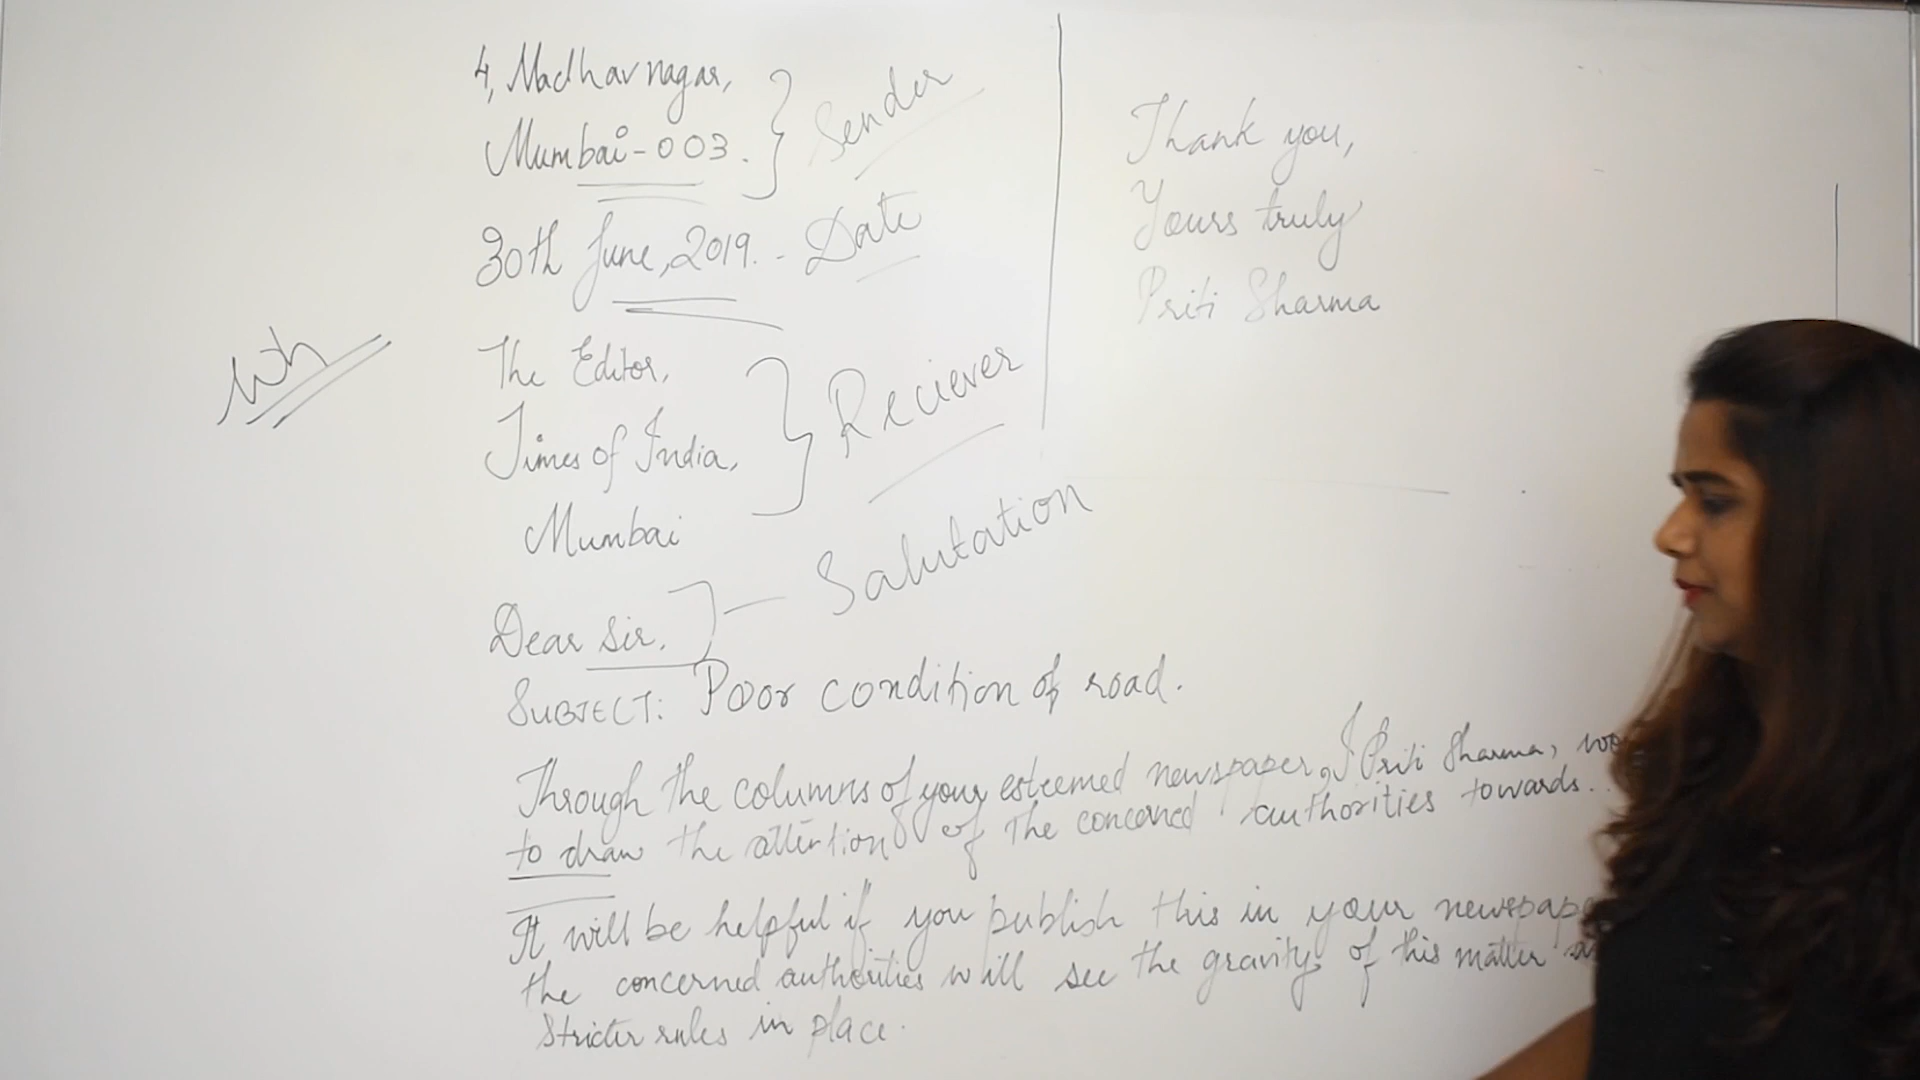 4, Madhav nagar,
Mumbai-003.
Sender
30th June, 2019. - Date
The Editor,
Times of India,
Mumbai
Reciever
Dear Sir,
Salutation
SUBJECT: Poor condition of road.
Through the columns of your esteemed newspaper, I Priti Sharma,
to draw the attention of the concerned authorities towards..
It will be helpful if you publish this in your
the concerned authorities will see the gravity of this matter
stricter rules in place.
Thank you,
Yours truly
Priti Sharma